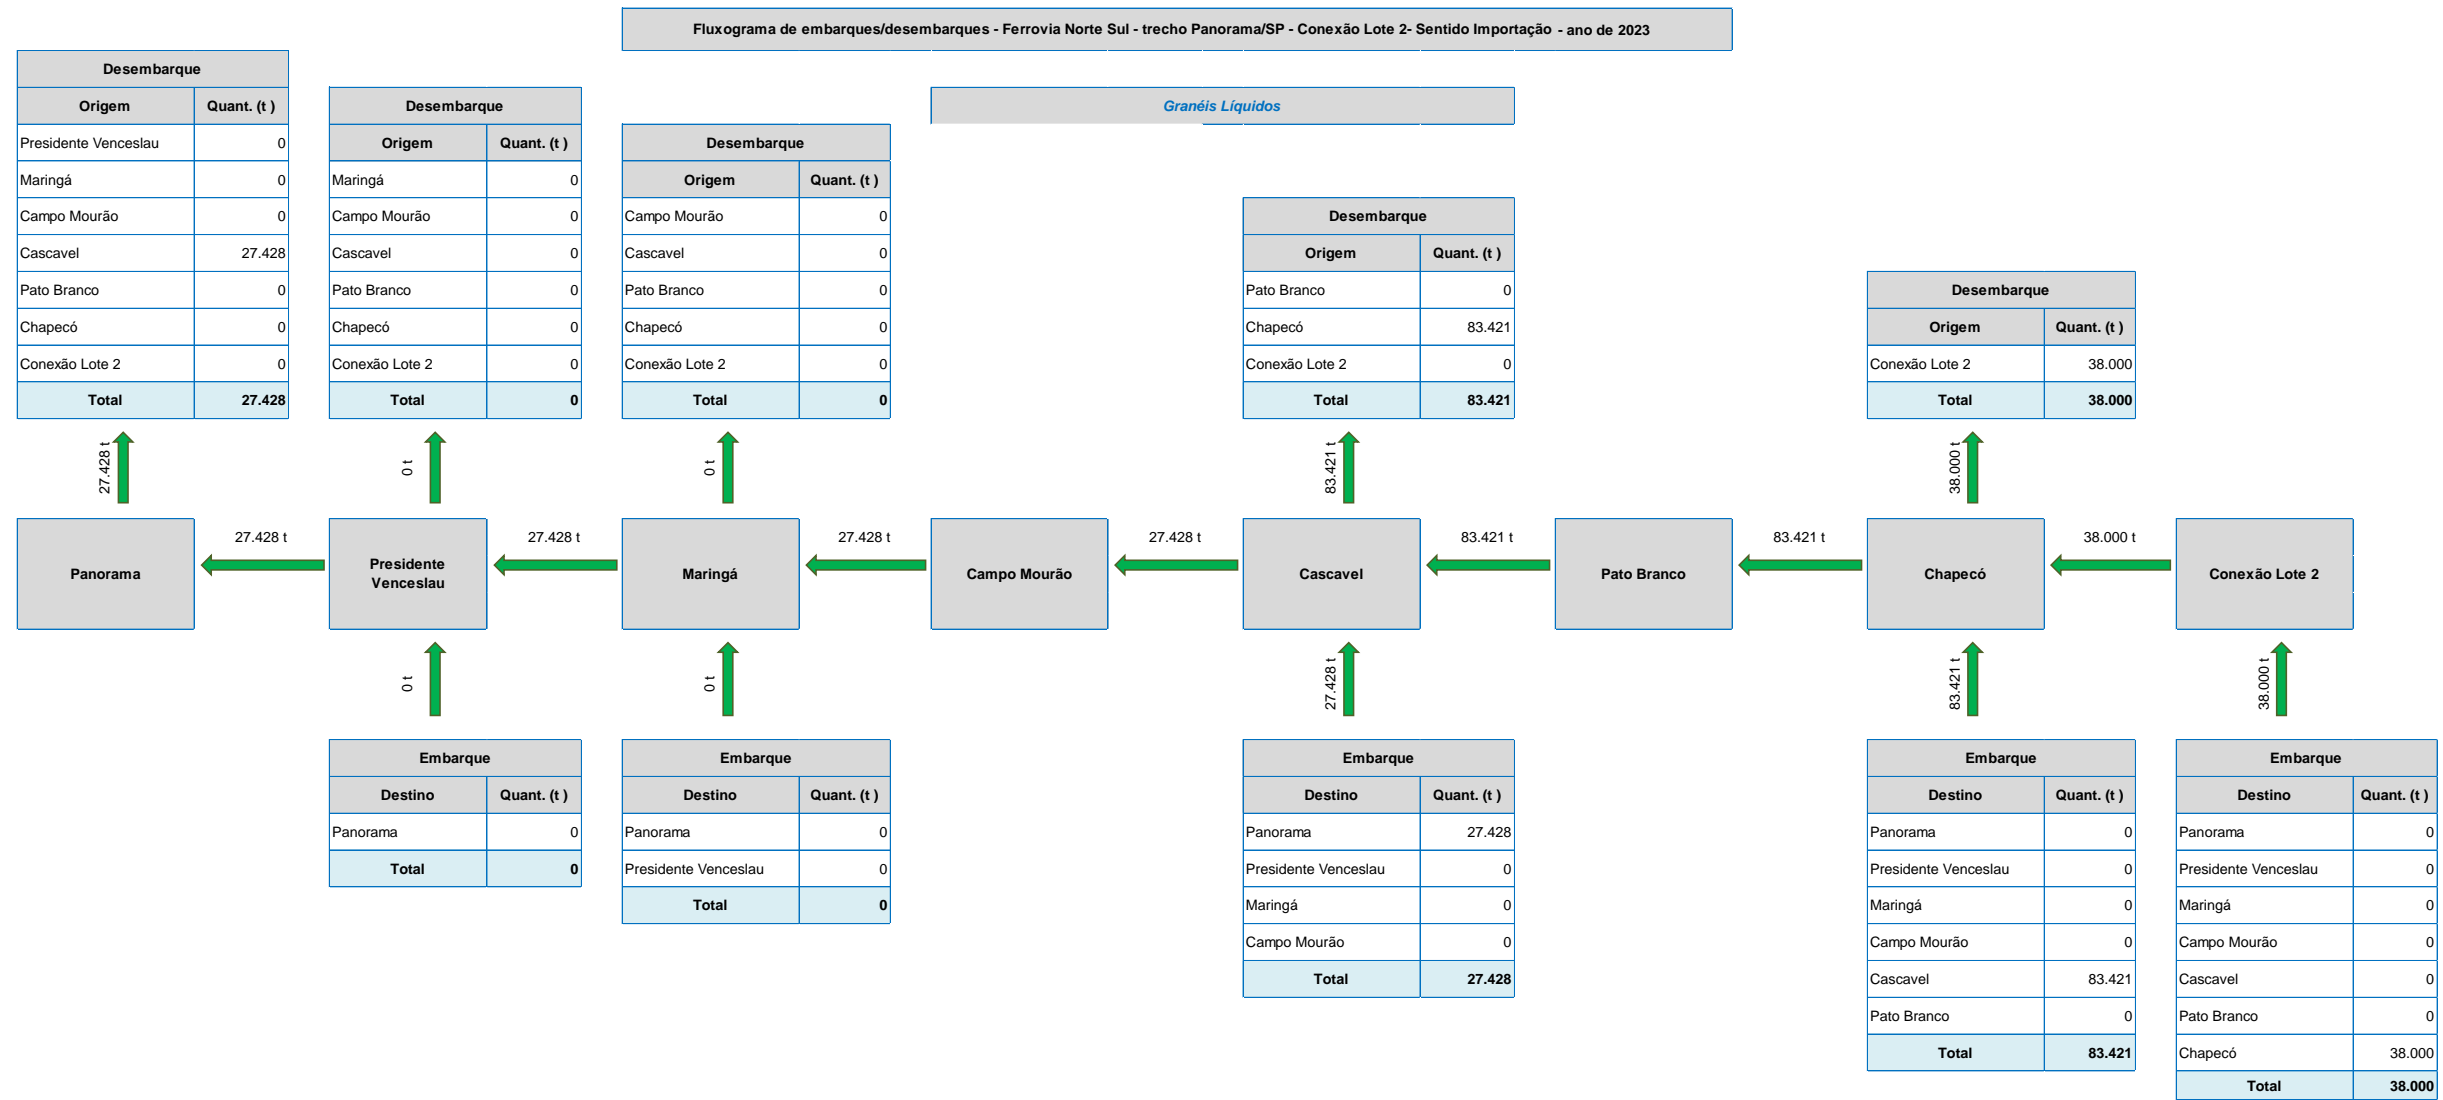 Fluxograma de embarques/desembarques - Ferrovia Norte Sul - trecho Panorama/SP - Conexão Lote 2- Sentido Importação - ano de 2023
Granéis Líquidos
Desembarque
Origem Quant. (t )
Presidente Venceslau 0
Maringá 0
Campo Mourão 0
Cascavel 27.428
Pato Branco 0
Chapecó 0
Conexão Lote 2 0
Total 27.428
Desembarque
Origem Quant. (t )
Maringá 0
Campo Mourão 0
Cascavel 0
Pato Branco 0
Chapecó 0
Conexão Lote 2 0
Total 0
Desembarque
Origem Quant. (t )
Campo Mourão 0
Cascavel 0
Pato Branco 0
Chapecó 0
Conexão Lote 2 0
Total 0
Desembarque
Origem Quant. (t )
Pato Branco 0
Chapecó 83.421
Conexão Lote 2 0
Total 83.421
Desembarque
Origem Quant. (t )
Conexão Lote 2 38.000
Total 38.000
27.428 t
0 t
0 t
83.421 t
38.000 t
Panorama
27.428 t
Presidente
Venceslau
27.428 t
Maringá
27.428 t
Campo Mourão
27.428 t
Cascavel
83.421 t
Pato Branco
83.421 t
Chapecó
38.000 t
Conexão Lote 2
0 t
0 t
27.428 t
83.421 t
38.000 t
Embarque
Destino Quant. (t )
Panorama 0
Total 0
Embarque
Destino Quant. (t )
Panorama 0
Presidente Venceslau 0
Total 0
Embarque
Destino Quant. (t )
Panorama 27.428
Presidente Venceslau 0
Maringá 0
Campo Mourão 0
Total 27.428
Embarque
Destino Quant. (t )
Panorama 0
Presidente Venceslau 0
Maringá 0
Campo Mourão 0
Cascavel 83.421
Pato Branco 0
Total 83.421
Embarque
Destino Quant. (t )
Panorama 0
Presidente Venceslau 0
Maringá 0
Campo Mourão 0
Cascavel 0
Pato Branco 0
Chapecó 38.000
Total 38.000